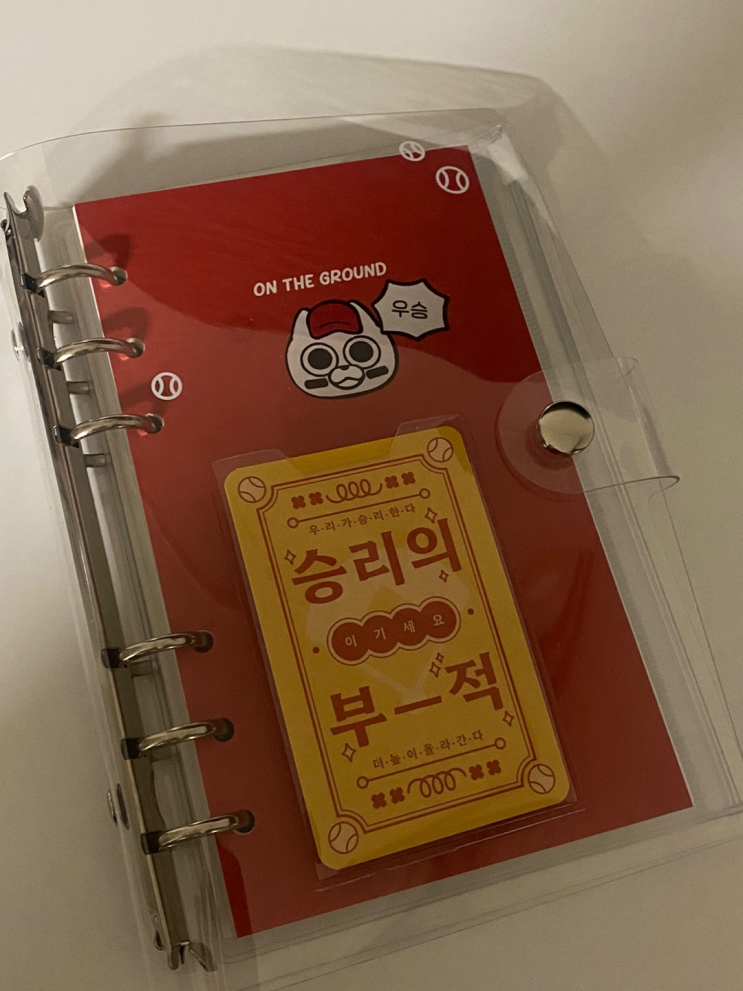 ON THE GROUND
우승
우·리·가·승·리·한·다
승리의
이기세요
부—적
더·높·이·올·라·간·다